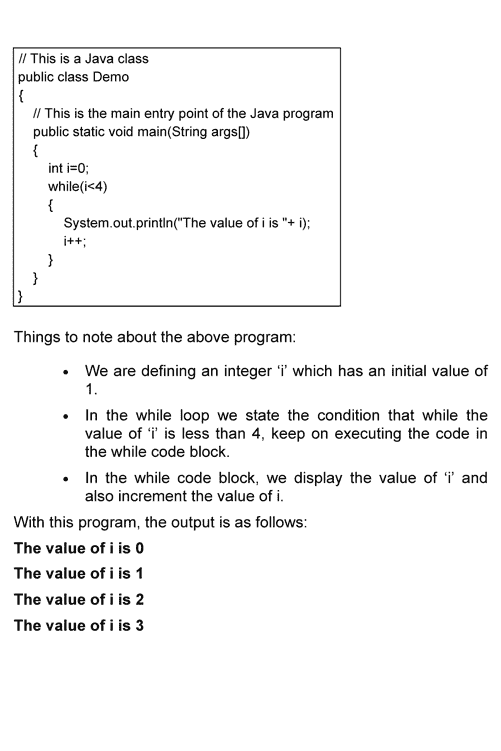 // This is a Java class
public class Demo
{
// This is the main entry point of the Java program
public static void main(String args[])
{
int i=0;
while(i<4)
{
System.out.println("The value of i is "+ i);
i++;
}
}
}
Things to note about the above program:
• We are defining an integer ‘i’ which has an initial value of
1.
• In the while loop we state the condition that while the
value of ‘i’ is less than 4, keep on executing the code in
the while code block.
• In the while code block, we display the value of ‘i’ and
also increment the value of i.
With this program, the output is as follows:
The value of i is 0
The value of i is 1
The value of i is 2
The value of i is 3